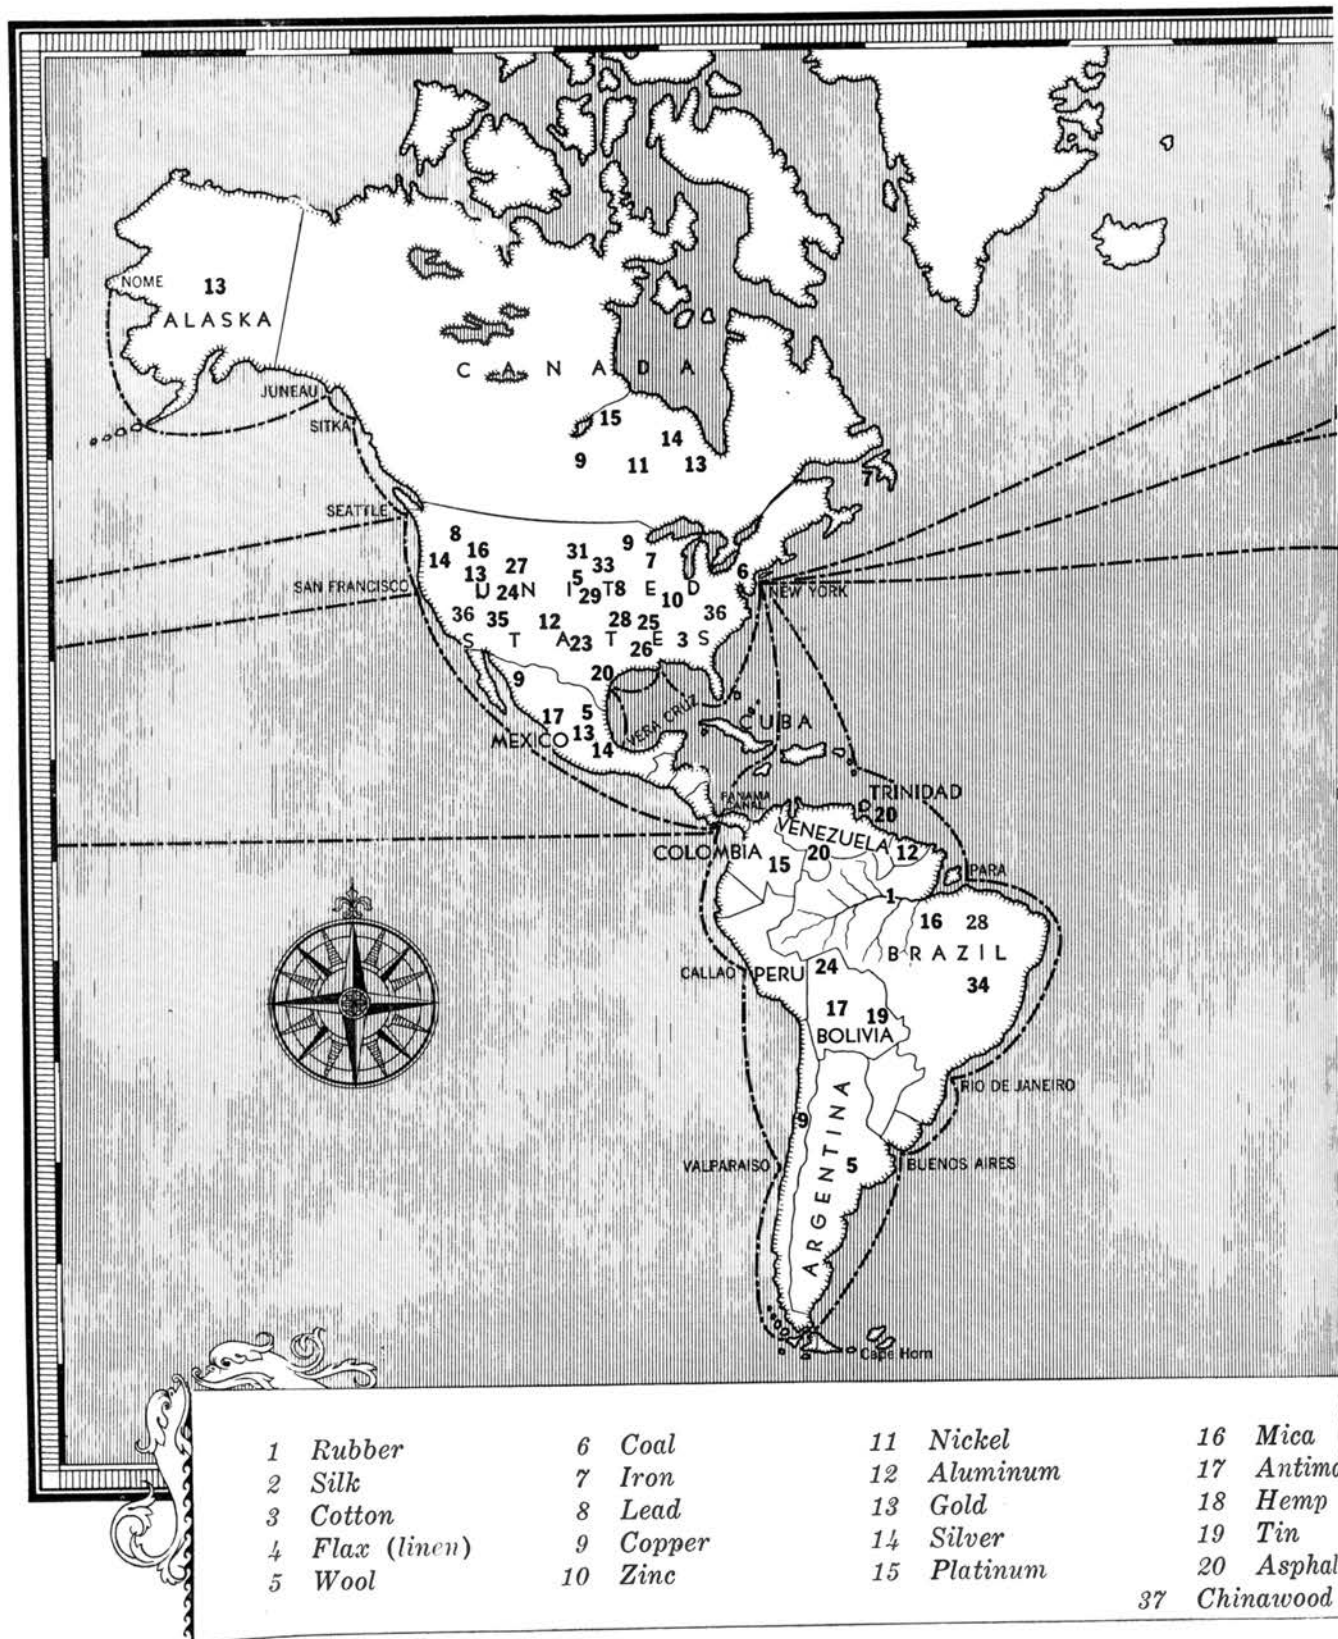 NOME
13
ALASKA
JUNEAU
SITKA
C A N A D A
15
14
9 11 13
7
SEATTLE
8
14 16
13
27
24
31
33
9
7
5
29
8
10
6
SAN FRANCISCO
NEW YORK
U N I T E D
36 35 12 28 25 36
S T A T E S
23 26 3
20
9
17 5
13
14
MEXICO
VERA CRUZ
CUBA
PANAMA
CANAL
TRINIDAD
20
VENEZUELA
COLOMBIA
15 20 12
PARA
1
16 28
BRAZIL
34
CALLAO
PERU
24
17 19
BOLIVIA
RIO DE JANEIRO
9
ARGENTINA
5
VALPARAISO
BUENOS AIRES
Cape Horn
1 Rubber
2 Silk
3 Cotton
4 Flax (linen)
5 Wool
6 Coal
7 Iron
8 Lead
9 Copper
10 Zinc
11 Nickel
12 Aluminum
13 Gold
14 Silver
15 Platinum
16 Mica
17 Antimo
18 Hemp
19 Tin
20 Asphal
37 Chinawood